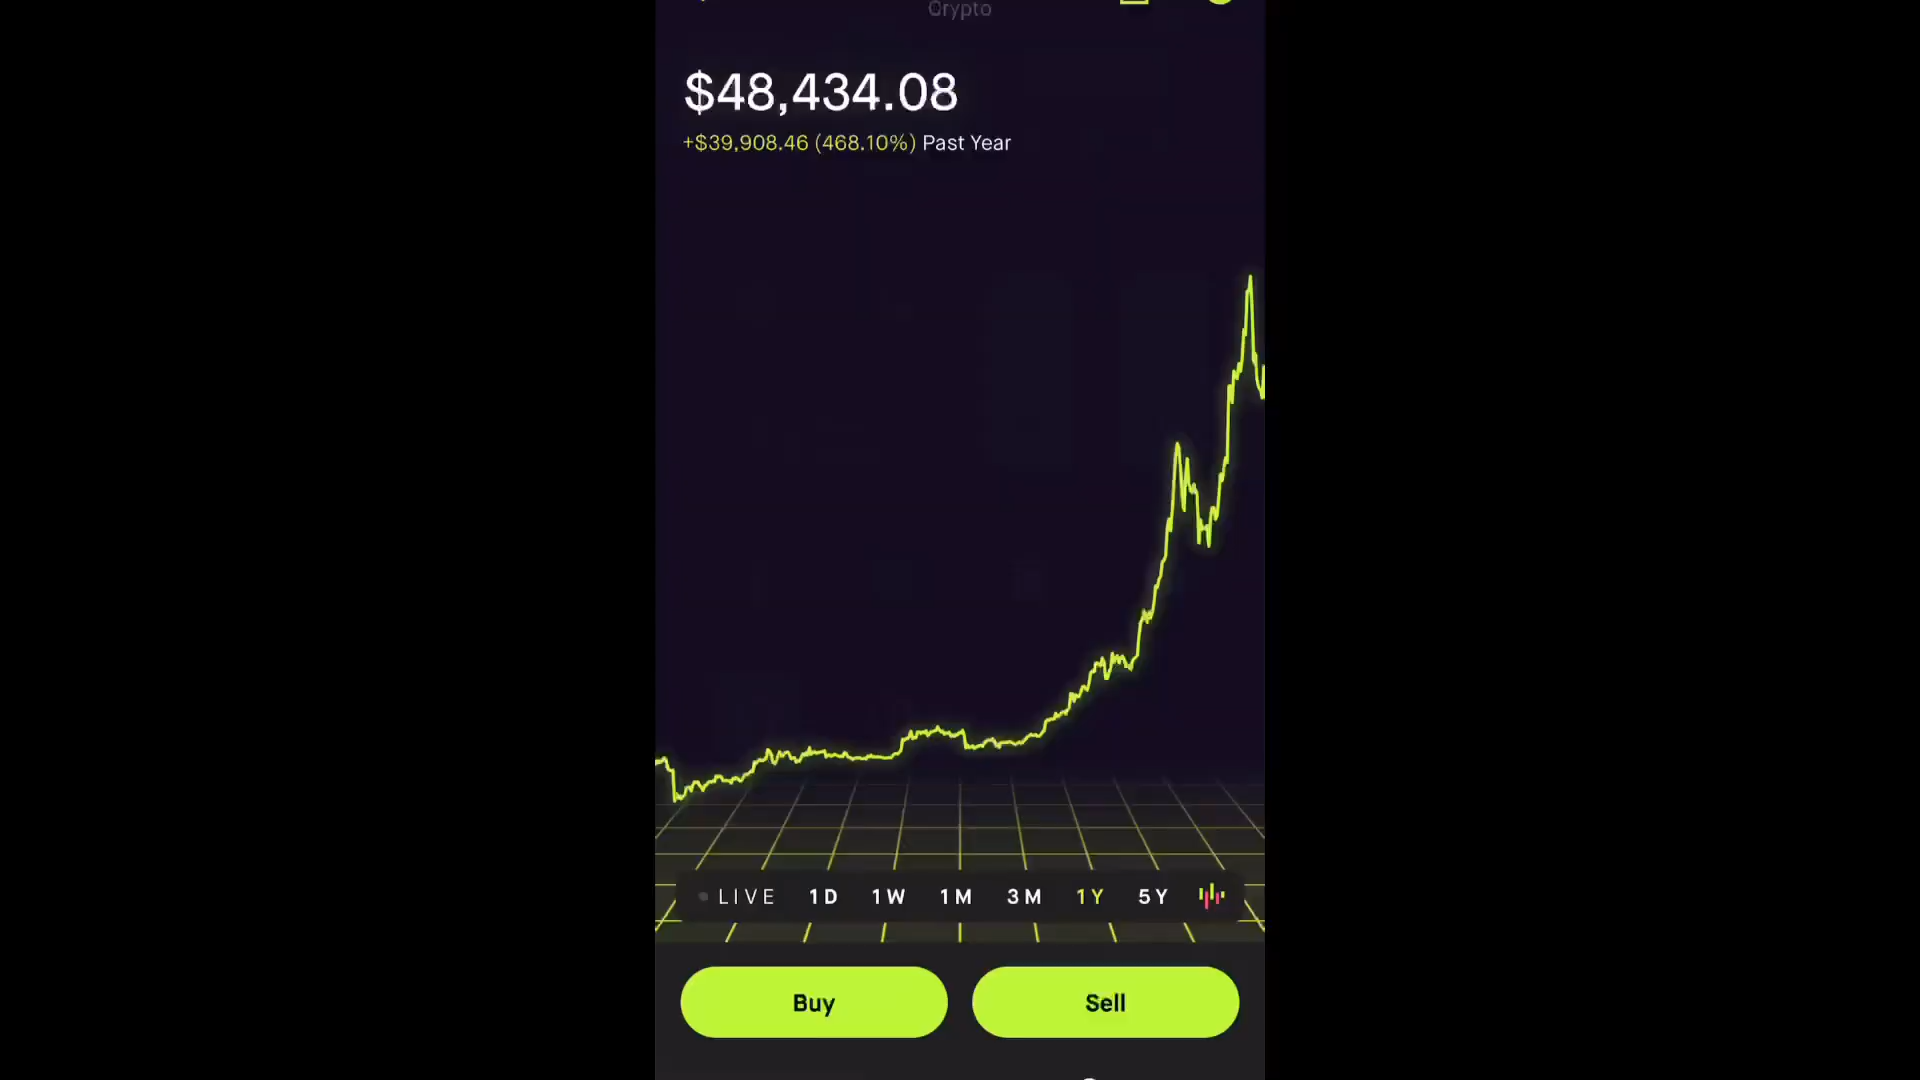 Crypto
$48,434.08
+$39,908.46 (468.10%) Past Year
LIVE 1D 1W 1M 3M 1Y 5Y
Buy Sell